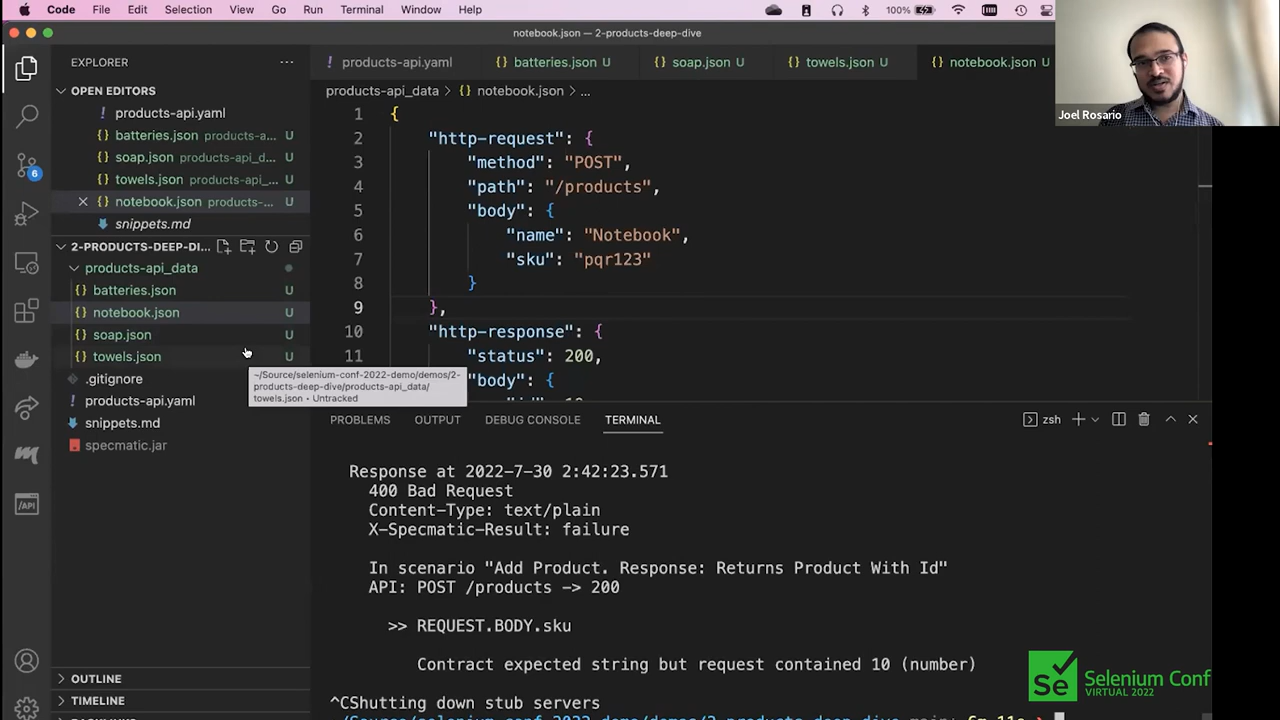 Code File Edit Selection View Go Run Terminal Window Help 100%
notebook.json — 2-products-deep-dive
Joel Rosario
EXPLORER ...
OPEN EDITORS
products-api.yaml
batteries.json products-a... U
soap.json products-api_d... U
towels.json products-api_... U
notebook.json products-... U
snippets.md
2-PRODUCTS-DEEP-DI...
products-api_data
batteries.json U
notebook.json U
soap.json U
towels.json U
.gitignore
products-api.yaml
snippets.md
specmatic.jar
OUTLINE
TIMELINE
6
/API
~/Source/selenium-conf-2022-demo/demos/2-
products-deep-dive/products-api_data/
towels.json • Untracked
products-api.yaml batteries.json U soap.json U towels.json U notebook.json U
products-api_data > {} notebook.json > ...
1 {
2 "http-request": {
3 "method": "POST",
4 "path": "/products",
5 "body": {
6 "name": "Notebook",
7 "sku": "pqr123"
8 }
9 },
10 "http-response": {
11 "status": 200,
"body": {
PROBLEMS OUTPUT DEBUG CONSOLE TERMINAL zsh
Response at 2022-7-30 2:42:23.571
400 Bad Request
Content-Type: text/plain
X-Specmatic-Result: failure
In scenario "Add Product. Response: Returns Product With Id"
API: POST /products -> 200
>> REQUEST.BODY.sku
Contract expected string but request contained 10 (number)
^CShutting down stub servers
Se Selenium Conf
VIRTUAL 2022